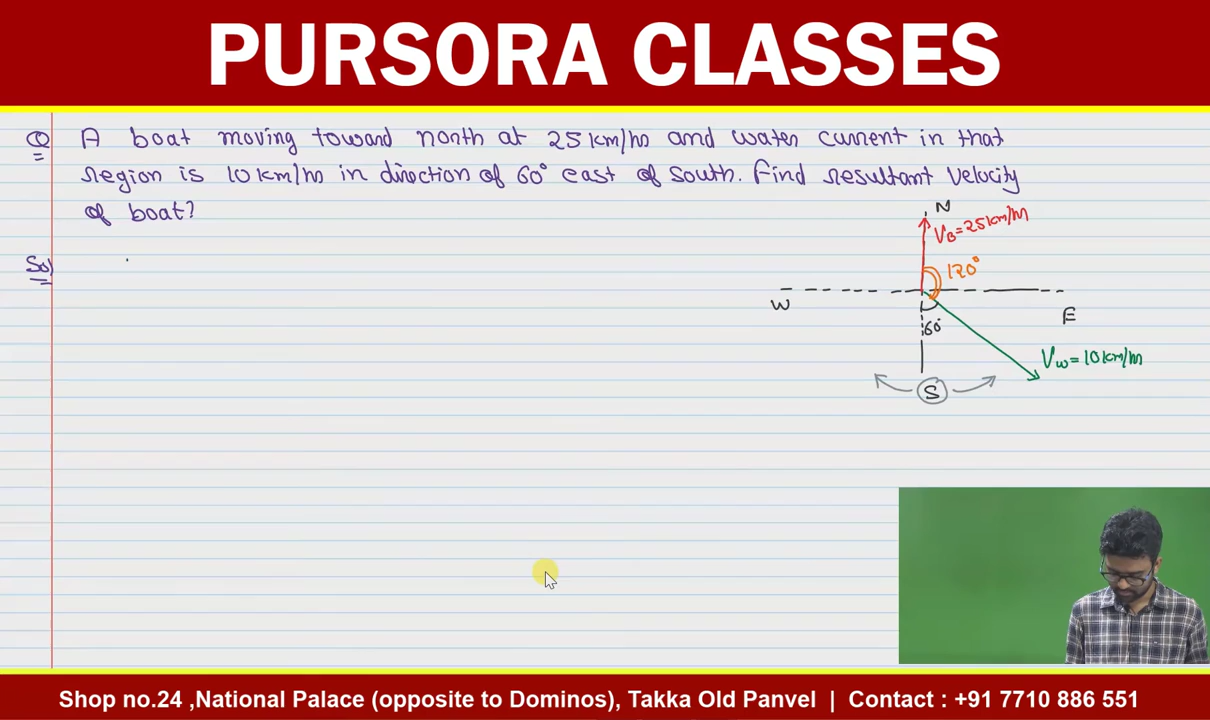 PURSORA CLASSES
Q A boat moving toward north at 25 km/hr and water current in that
region is 10 km/hr in direction of 60° east of south. Find resultant velocity
of boat?
N
V_B = 25 km/hr
Sol
120°
W
E
60°
V_w = 10 km/hr
S
Shop no.24 ,National Palace (opposite to Dominos), Takka Old Panvel | Contact : +91 7710 886 551